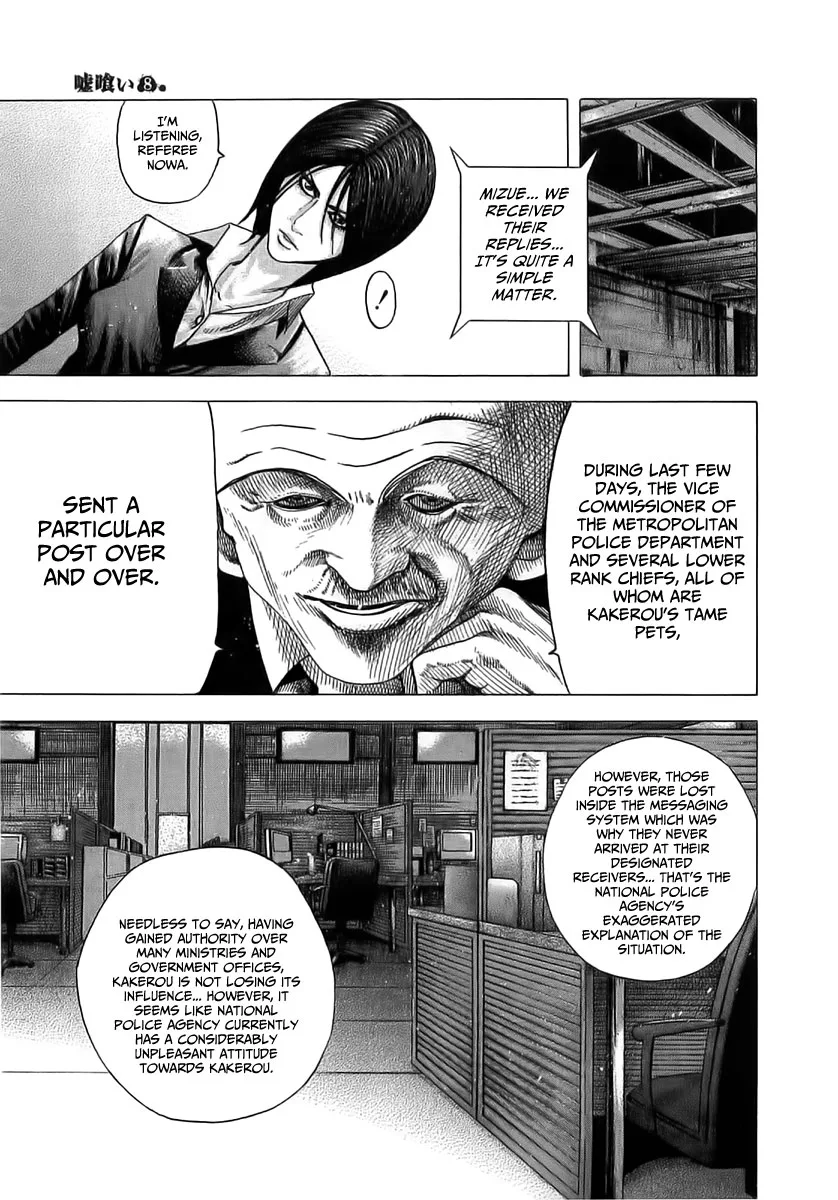 嘘喰い 8。
MIZUE... WE
RECEIVED
THEIR
REPLIES...
IT'S QUITE A
SIMPLE
MATTER.
!
I'M
LISTENING,
REFEREE
NOWA.
DURING LAST FEW
DAYS, THE VICE
COMMISSIONER OF
THE METROPOLITAN
POLICE DEPARTMENT
AND SEVERAL LOWER
RANK CHIEFS, ALL OF
WHOM ARE
KAKEROU'S TAME
PETS,
SENT A
PARTICULAR
POST OVER
AND OVER.
HOWEVER, THOSE
POSTS WERE LOST
INSIDE THE MESSAGING
SYSTEM WHICH WAS
WHY THEY NEVER
ARRIVED AT THEIR
DESIGNATED
RECEIVERS... THAT'S THE
NATIONAL POLICE
AGENCY'S
EXAGGERATED
EXPLANATION OF THE
SITUATION.
NEEDLESS TO SAY, HAVING
GAINED AUTHORITY OVER
MANY MINISTRIES AND
GOVERNMENT OFFICES,
KAKEROU IS NOT LOSING ITS
INFLUENCE... HOWEVER, IT
SEEMS LIKE NATIONAL
POLICE AGENCY CURRENTLY
HAS A CONSIDERABLY
UNPLEASANT ATTITUDE
TOWARDS KAKEROU.